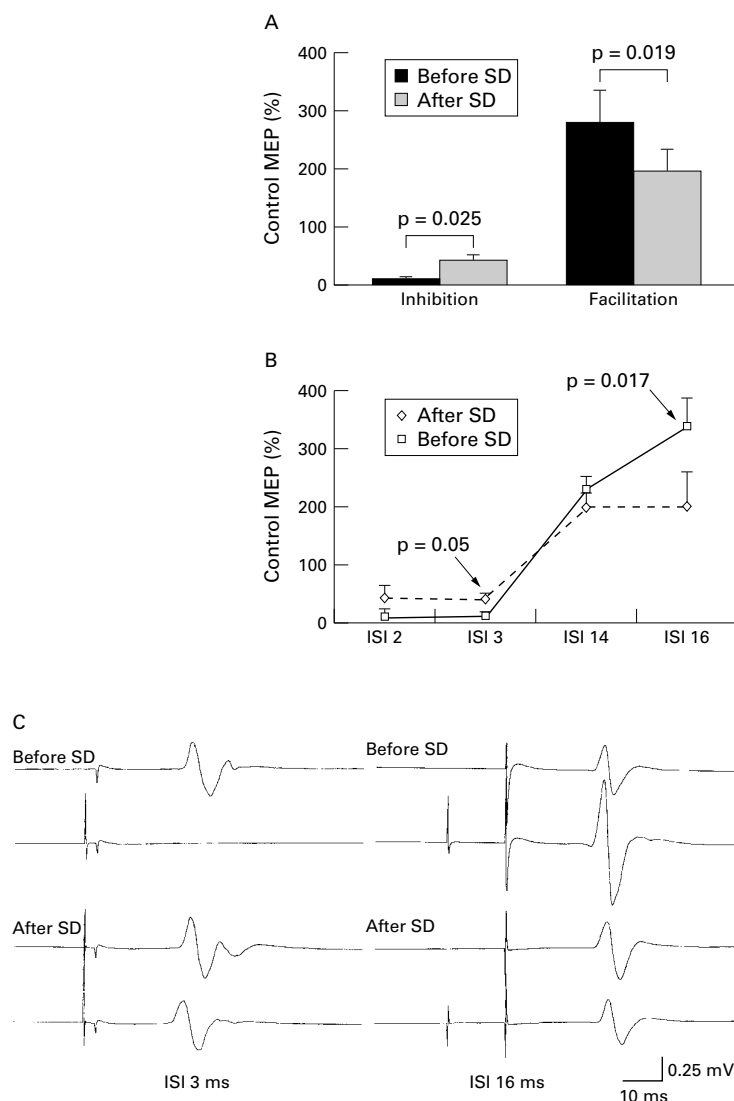 A
Control MEP (%)
400
300
200
100
0
Before SD
After SD
p = 0.025
p = 0.019
Inhibition
Facilitation
B
Control MEP (%)
400
300
200
100
0
After SD
Before SD
p = 0.05
p = 0.017
ISI 2
ISI 3
ISI 14
ISI 16
C
Before SD
Before SD
After SD
After SD
ISI 3 ms
ISI 16 ms
0.25 mV
10 ms